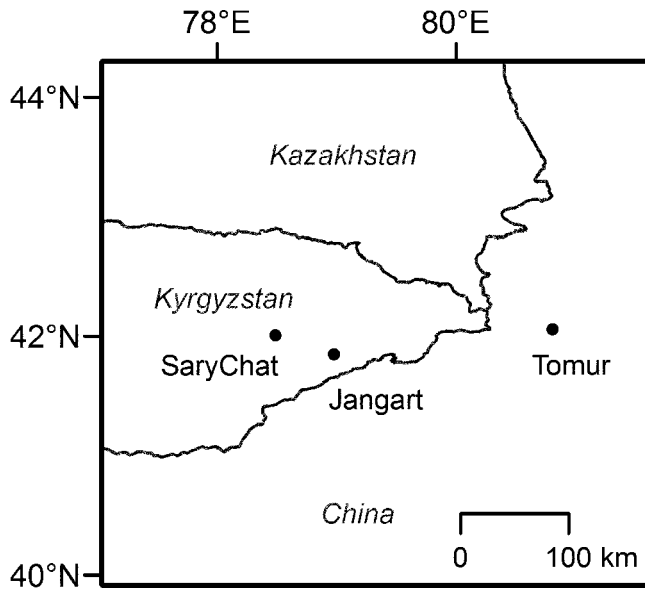 78°E 80°E
44°N
Kazakhstan
Kyrgyzstan
42°N
SaryChat
Tomur
Jangart
China
0 100 km
40°N